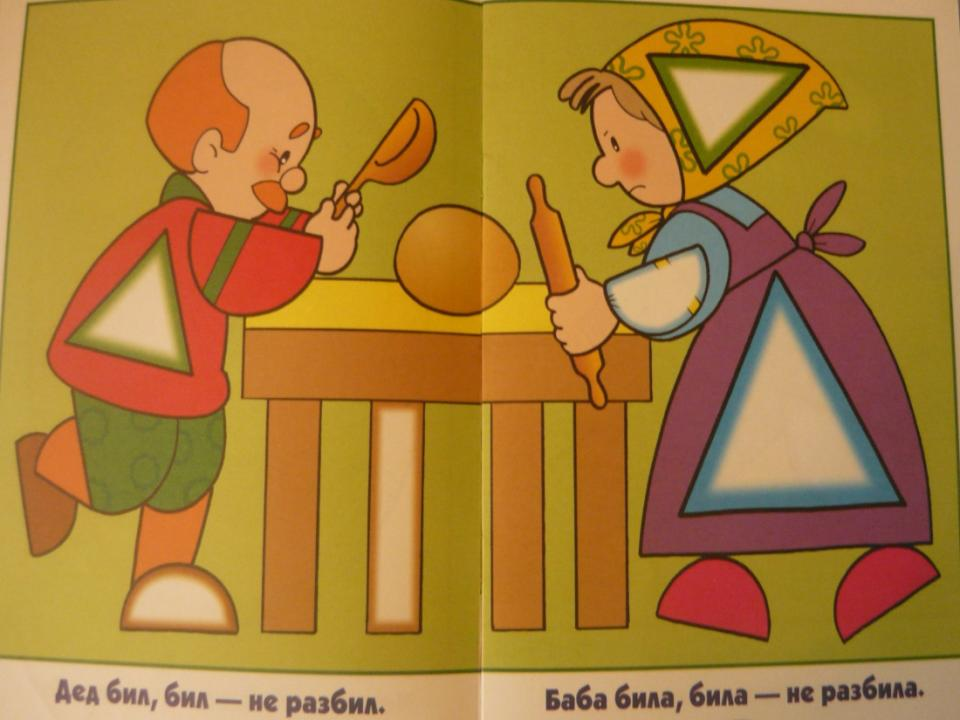 Дед бил, бил — не разбил.
Баба била, била — не разбила.